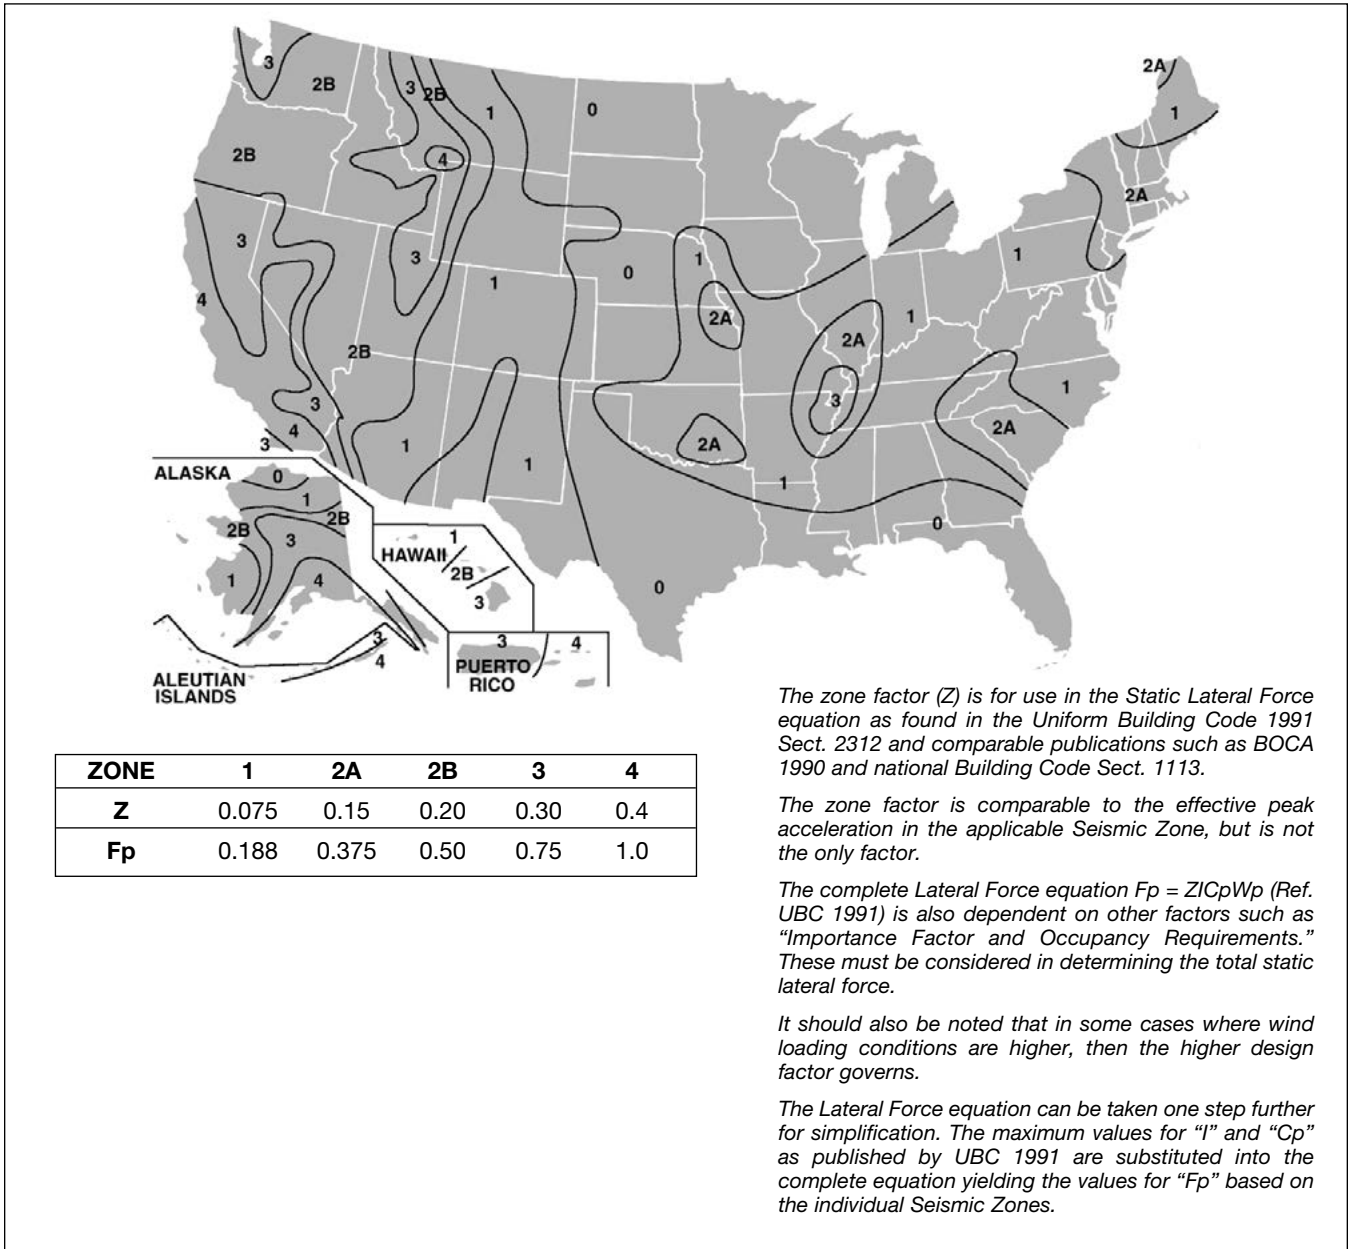 3
2B
3
2B
1
0
2A
1
2B
4
2A
3
3
1
0
1
1
4
2A
2A
1
2B
3
3
1
2A
1
4
3
1
2A
2A
1
1
0
0
ALASKA
0
1
2B
2B
3
1
4
3
4
ALEUTIAN
ISLANDS
HAWAII
1
2B
3
3
4
PUERTO
RICO
ZONE 1 2A 2B 3 4
Z 0.075 0.15 0.20 0.30 0.4
Fp 0.188 0.375 0.50 0.75 1.0
The zone factor (Z) is for use in the Static Lateral Force
equation as found in the Uniform Building Code 1991
Sect. 2312 and comparable publications such as BOCA
1990 and national Building Code Sect. 1113.
The zone factor is comparable to the effective peak
acceleration in the applicable Seismic Zone, but is not
the only factor.
The complete Lateral Force equation Fp = ZICpWp (Ref.
UBC 1991) is also dependent on other factors such as
“Importance Factor and Occupancy Requirements.”
These must be considered in determining the total static
lateral force.
It should also be noted that in some cases where wind
loading conditions are higher, then the higher design
factor governs.
The Lateral Force equation can be taken one step further
for simplification. The maximum values for “I” and “Cp”
as published by UBC 1991 are substituted into the
complete equation yielding the values for “Fp” based on
the individual Seismic Zones.